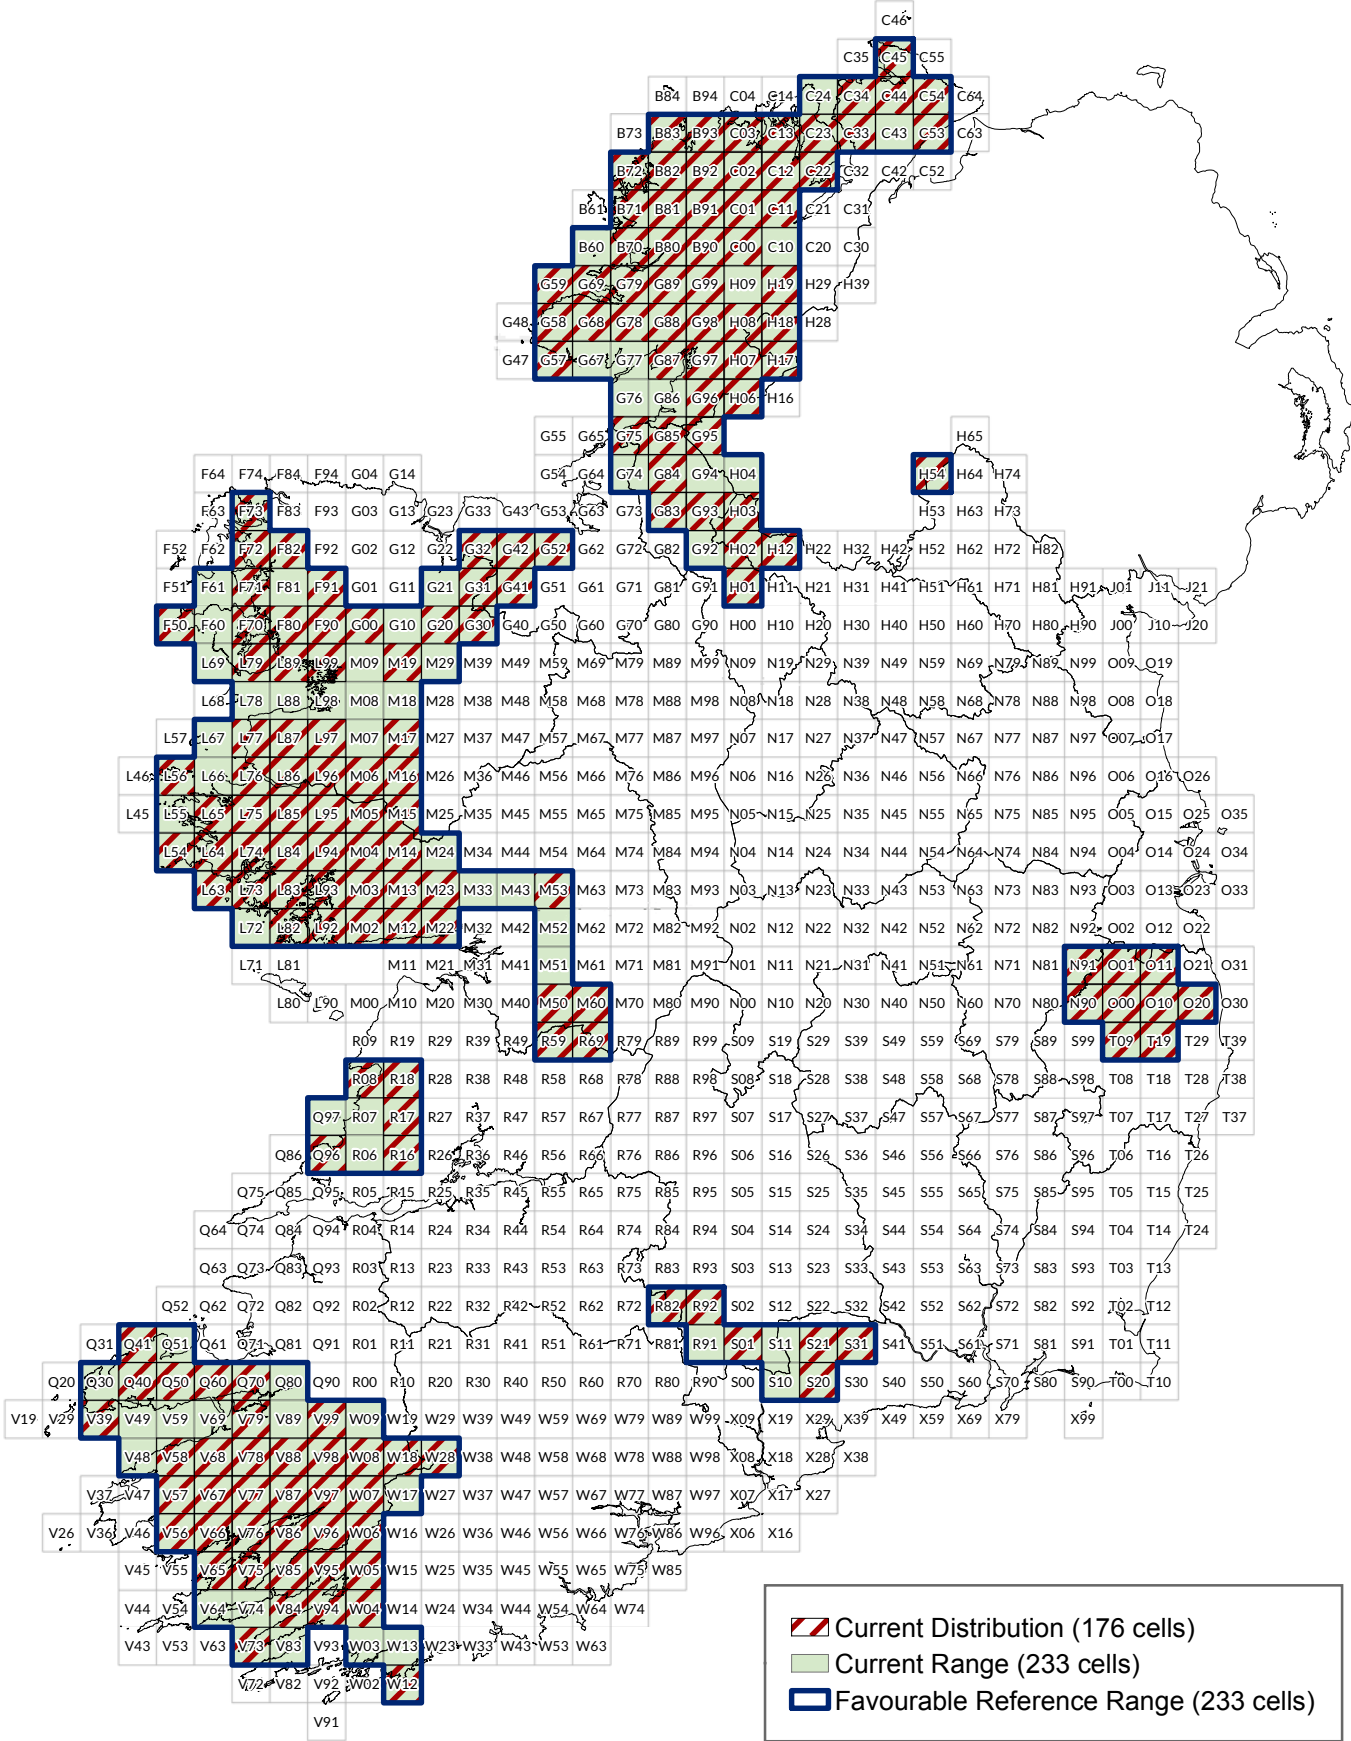 C46
C35 C45 C55
B84 B94 C04 C14 C24 C34 C44 C54 C64
B73 B83 B93 C03 C13 C23 C33 C43 C53 C63
B72 B82 B92 C02 C12 C22 C32 C42 C52
B61 B71 B81 B91 C01 C11 C21 C31
B60 B70 B80 B90 C00 C10 C20 C30
G59 G69 G79 G89 G99 H09 H19 H29 H39
G48 G58 G68 G78 G88 G98 H08 H18 H28
G47 G57 G67 G77 G87 G97 H07 H17
G76 G86 G96 H06 H16
G55 G65 G75 G85 G95 H65
F64 F74 F84 F94 G04 G14 G54 G64 G74 G84 G94 H04 H54 H64 H74
F63 F73 F83 F93 G03 G13 G23 G33 G43 G53 G63 G73 G83 G93 H03 H53 H63 H73
F52 F62 F72 F82 F92 G02 G12 G22 G32 G42 G52 G62 G72 G82 G92 H02 H12 H22 H32 H42 H52 H62 H72 H82
F51 F61 F71 F81 F91 G01 G11 G21 G31 G41 G51 G61 G71 G81 G91 H01 H11 H21 H31 H41 H51 H61 H71 H81 H91 J01 J11 J21
F50 F60 F70 F80 F90 G00 G10 G20 G30 G40 G50 G60 G70 G80 G90 H00 H10 H20 H30 H40 H50 H60 H70 H80 H90 J00 J10 J20
L69 L79 L89 L99 M09 M19 M29 M39 M49 M59 M69 M79 M89 M99 N09 N19 N29 N39 N49 N59 N69 N79 N89 N99 O09 O19
L68 L78 L88 L98 M08 M18 M28 M38 M48 M58 M68 M78 M88 M98 N08 N18 N28 N38 N48 N58 N68 N78 N88 N98 O08 O18
L57 L67 L77 L87 L97 M07 M17 M27 M37 M47 M57 M67 M77 M87 M97 N07 N17 N27 N37 N47 N57 N67 N77 N87 N97 O07 O17
L46 L56 L66 L76 L86 L96 M06 M16 M26 M36 M46 M56 M66 M76 M86 M96 N06 N16 N26 N36 N46 N56 N66 N76 N86 N96 O06 O16 O26
L45 L55 L65 L75 L85 L95 M05 M15 M25 M35 M45 M55 M65 M75 M85 M95 N05 N15 N25 N35 N45 N55 N65 N75 N85 N95 O05 O15 O25 O35
L54 L64 L74 L84 L94 M04 M14 M24 M34 M44 M54 M64 M74 M84 M94 N04 N14 N24 N34 N44 N54 N64 N74 N84 N94 O04 O14 O24 O34
L63 L73 L83 L93 M03 M13 M23 M33 M43 M53 M63 M73 M83 M93 N03 N13 N23 N33 N43 N53 N63 N73 N83 N93 O03 O13 O23 O33
L72 L82 L92 M02 M12 M22 M32 M42 M52 M62 M72 M82 M92 N02 N12 N22 N32 N42 N52 N62 N72 N82 N92 O02 O12 O22
L71 L81 M11 M21 M31 M41 M51 M61 M71 M81 M91 N01 N11 N21 N31 N41 N51 N61 N71 N81 N91 O01 O11 O21 O31
L80 L90 M00 M10 M20 M30 M40 M50 M60 M70 M80 M90 N00 N10 N20 N30 N40 N50 N60 N70 N80 N90 O00 O10 O20 O30
R09 R19 R29 R39 R49 R59 R69 R79 R89 R99 S09 S19 S29 S39 S49 S59 S69 S79 S89 S99 T09 T19 T29 T39
R08 R18 R28 R38 R48 R58 R68 R78 R88 R98 S08 S18 S28 S38 S48 S58 S68 S78 S88 S98 T08 T18 T28 T38
Q97 R07 R17 R27 R37 R47 R57 R67 R77 R87 R97 S07 S17 S27 S37 S47 S57 S67 S77 S87 S97 T07 T17 T27 T37
Q86 Q96 R06 R16 R26 R36 R46 R56 R66 R76 R86 R96 S06 S16 S26 S36 S46 S56 S66 S76 S86 S96 T06 T16 T26
Q75 Q85 Q95 R05 R15 R25 R35 R45 R55 R65 R75 R85 R95 S05 S15 S25 S35 S45 S55 S65 S75 S85 S95 T05 T15 T25
Q64 Q74 Q84 Q94 R04 R14 R24 R34 R44 R54 R64 R74 R84 R94 S04 S14 S24 S34 S44 S54 S64 S74 S84 S94 T04 T14 T24
Q63 Q73 Q83 Q93 R03 R13 R23 R33 R43 R53 R63 R73 R83 R93 S03 S13 S23 S33 S43 S53 S63 S73 S83 S93 T03 T13
Q52 Q62 Q72 Q82 Q92 R02 R12 R22 R32 R42 R52 R62 R72 R82 R92 S02 S12 S22 S32 S42 S52 S62 S72 S82 S92 T02 T12
Q31 Q41 Q51 Q61 Q71 Q81 Q91 R01 R11 R21 R31 R41 R51 R61 R71 R81 R91 S01 S11 S21 S31 S41 S51 S61 S71 S81 S91 T01 T11
Q20 Q30 Q40 Q50 Q60 Q70 Q80 Q90 R00 R10 R20 R30 R40 R50 R60 R70 R80 R90 S00 S10 S20 S30 S40 S50 S60 S70 S80 S90 T00 T10
V19 V29 V39 V49 V59 V69 V79 V89 V99 W09 W19 W29 W39 W49 W59 W69 W79 W89 W99 X09 X19 X29 X39 X49 X59 X69 X79 X99
V48 V58 V68 V78 V88 V98 W08 W18 W28 W38 W48 W58 W68 W78 W88 W98 X08 X18 X28 X38
V37 V47 V57 V67 V77 V87 V97 W07 W17 W27 W37 W47 W57 W67 W77 W87 W97 X07 X17 X27
V26 V36 V46 V56 V66 V76 V86 V96 W06 W16 W26 W36 W46 W56 W66 W76 W86 W96 X06 X16
V45 V55 V65 V75 V85 V95 W05 W15 W25 W35 W45 W55 W65 W75 W85
V44 V54 V64 V74 V84 V94 W04 W14 W24 W34 W44 W54 W64 W74
V43 V53 V63 V73 V83 V93 W03 W13 W23 W33 W43 W53 W63
V72 V82 V92 W02 W12
V91
Current Distribution (176 cells)
Current Range (233 cells)
Favourable Reference Range (233 cells)